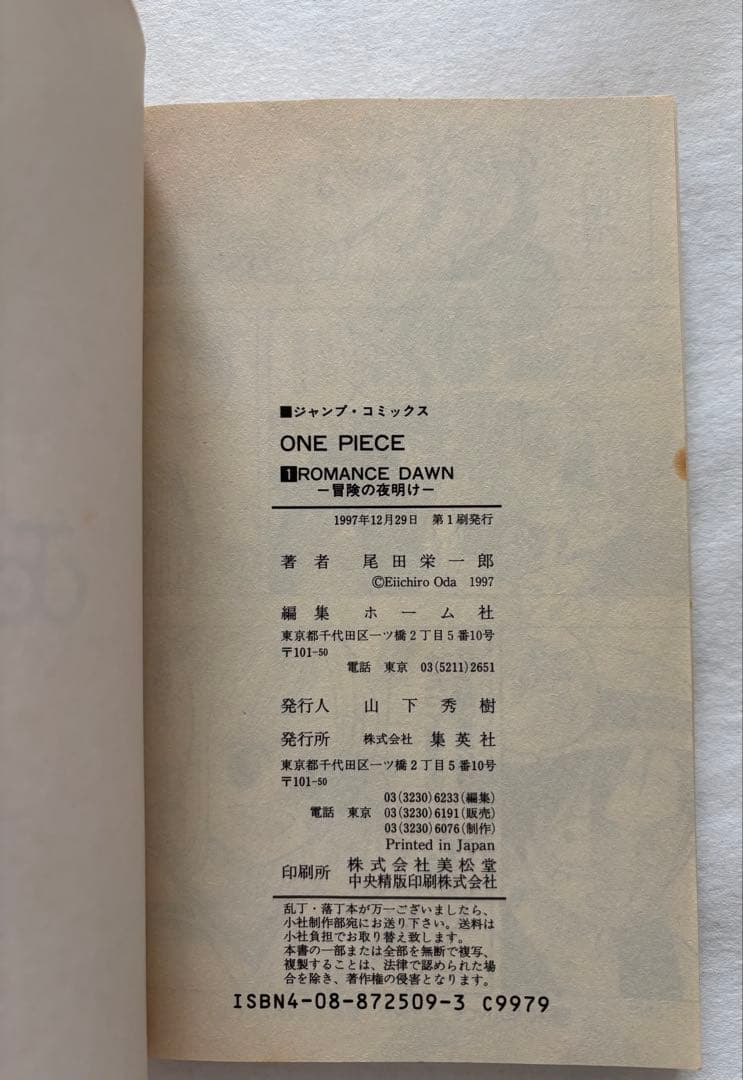 ■ジャンプ・コミックス
ONE PIECE
1 ROMANCE DAWN
―冒険の夜明け―
1997年12月29日 第1刷発行
著者 尾田栄一郎
©Eiichiro Oda 1997
編集 ホーム社
東京都千代田区一ツ橋2丁目5番10号
〒101-50
電話 東京 03(5211)2651
発行人 山下秀樹
発行所 株式会社 集英社
東京都千代田区一ツ橋2丁目5番10号
〒101-50
03(3230)6233(編集)
電話 東京 03(3230)6191(販売)
03(3230)6076(制作)
Printed in Japan
印刷所 株式会社美松堂
中央精版印刷株式会社
乱丁・落丁本が万一ございましたら、
小社制作部宛にお送り下さい。送料は
小社負担でお取り替え致します。
本書の一部または全部を無断で複写、
複製することは、法律で認められた場
合を除き、著作権の侵害となります。
ISBN4-08-872509-3 C9979